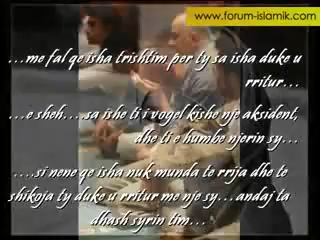 www.forum-islamik.com
...me fal qe isha trishtim per ty sa isha duke u
rritur...
...e sheh....sa ishe ti i vogel kishe nje aksident,
dhe ti e humbe njerin sy...
....si nene qe isha nuk munda te rrija dhe te
shikoja ty duke u rritur me nje sy...andaj ta
dhash syrin tim...